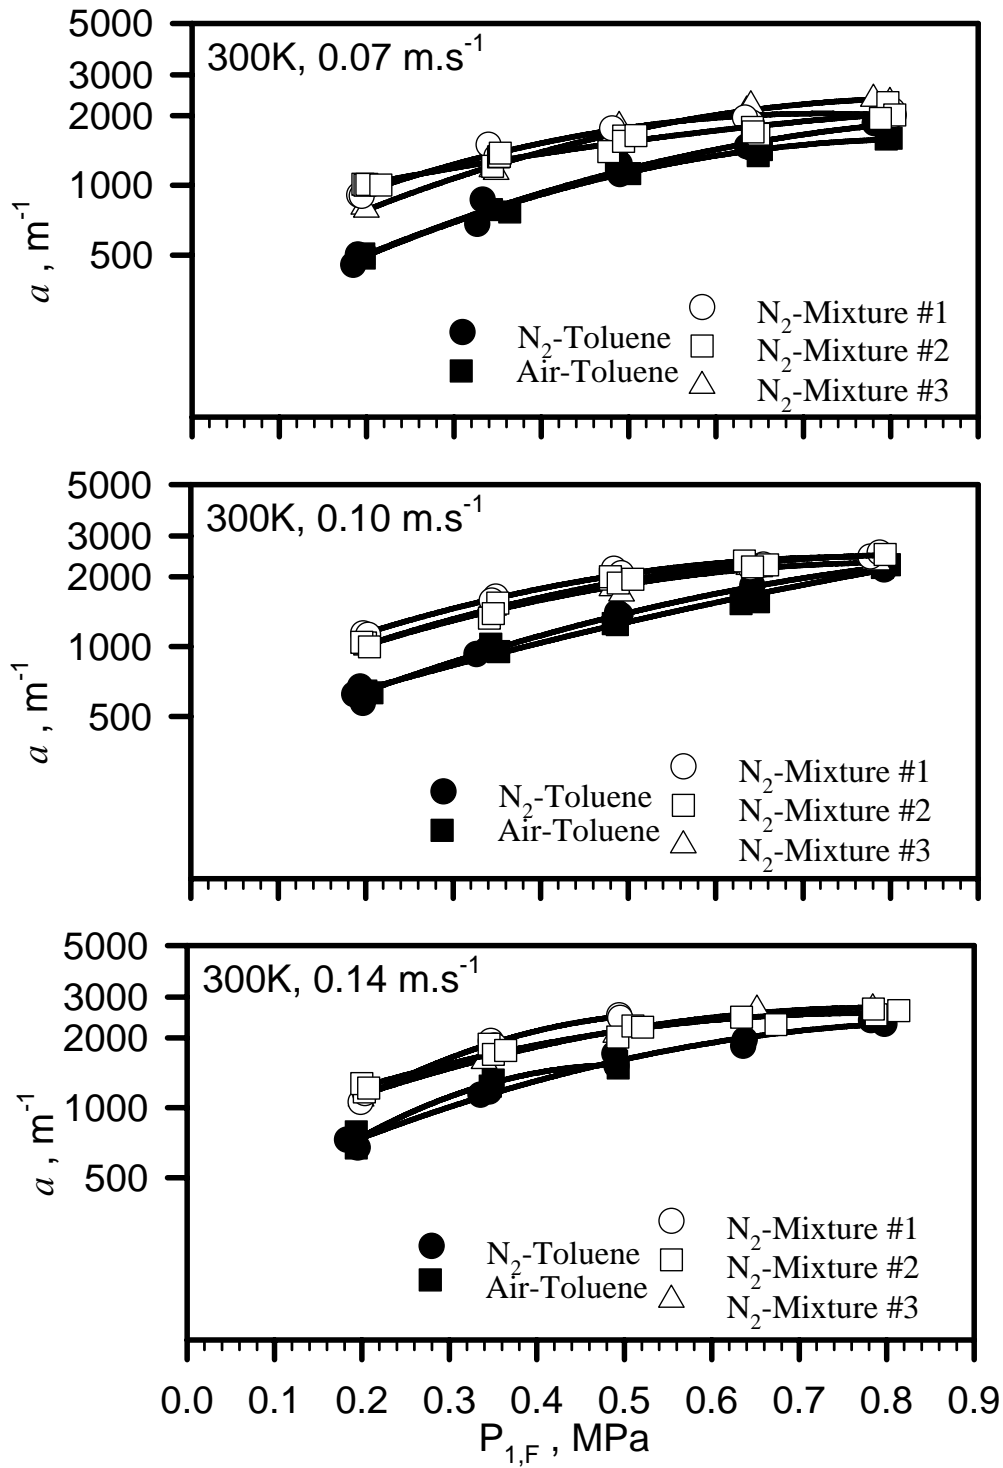 5000
3000
2000
1000
500
300K, 0.07 m.s⁻¹
a , m⁻¹
N₂-Toluene
Air-Toluene
N₂-Mixture #1
N₂-Mixture #2
N₂-Mixture #3
5000
3000
2000
1000
500
300K, 0.10 m.s⁻¹
a , m⁻¹
N₂-Toluene
Air-Toluene
N₂-Mixture #1
N₂-Mixture #2
N₂-Mixture #3
5000
3000
2000
1000
500
300K, 0.14 m.s⁻¹
a , m⁻¹
N₂-Toluene
Air-Toluene
N₂-Mixture #1
N₂-Mixture #2
N₂-Mixture #3
0.0 0.1 0.2 0.3 0.4 0.5 0.6 0.7 0.8 0.9
P₁,F , MPa